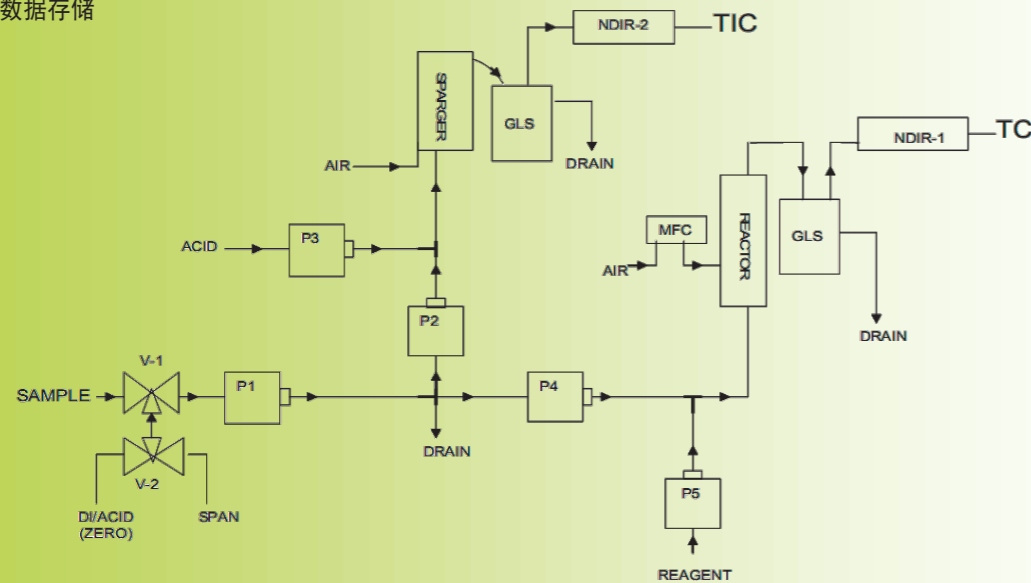 数据存储
NDIR-2
TIC
SPARGER
GLS
NDIR-1
TC
AIR
DRAIN
REACTOR
MFC
GLS
ACID
P3
AIR
P2
DRAIN
V-1
SAMPLE
P1
P4
DRAIN
V-2
P5
DI/ACID
(ZERO)
SPAN
REAGENT